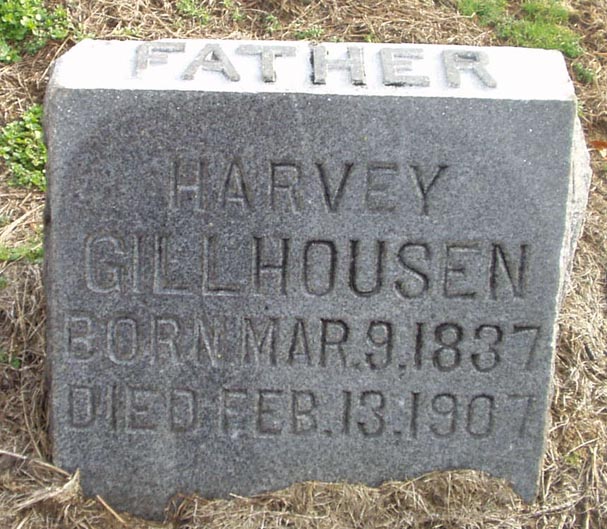 FATHER
HARVEY
GILLHOUSEN
BORN MAR. 9, 1837
DIED FEB. 13. 1907